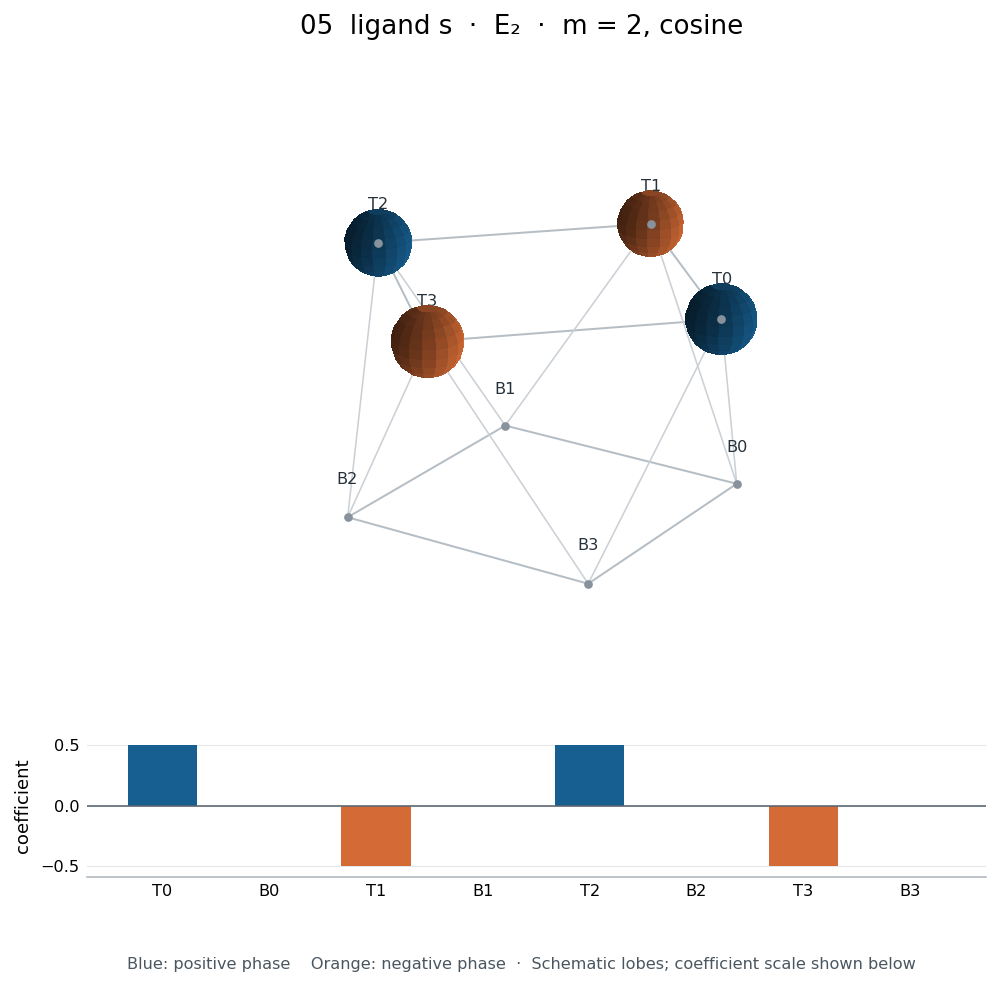 05 ligand s · E₂ · m = 2, cosine
T1
T2
T0
T3
B1
B0
B2
B3
0.5
0.0
−0.5
coefficient
T0 B0 T1 B1 T2 B2 T3 B3
Blue: positive phase Orange: negative phase · Schematic lobes; coefficient scale shown below